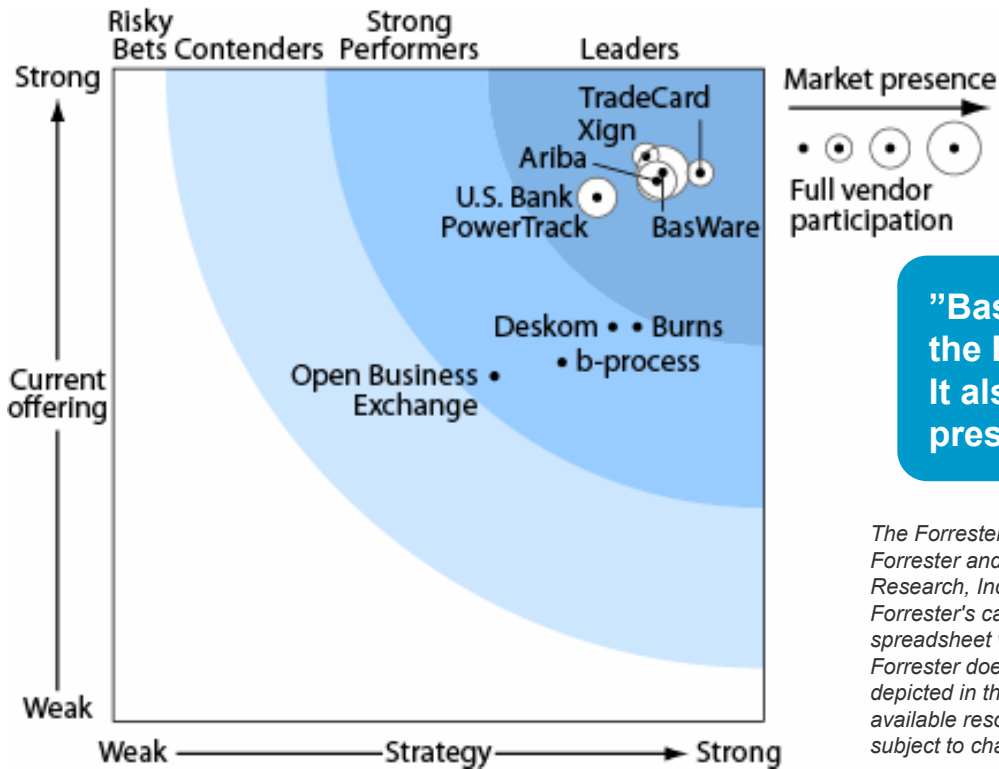 Risky
Bets Contenders
Strong
Performers
Leaders
Strong
Current
offering
Weak
TradeCard
Xign
Ariba
U.S. Bank
PowerTrack
BasWare
Deskom
Burns
b-process
Open Business
Exchange
Weak
Strategy
Strong
Market presence
Full vendor
participation
”Bas
the
It als
pres
The Forrester
Forrester and
Research, Inc
Forrester's ca
spreadsheet
Forrester doe
depicted in th
available reso
subject to cha